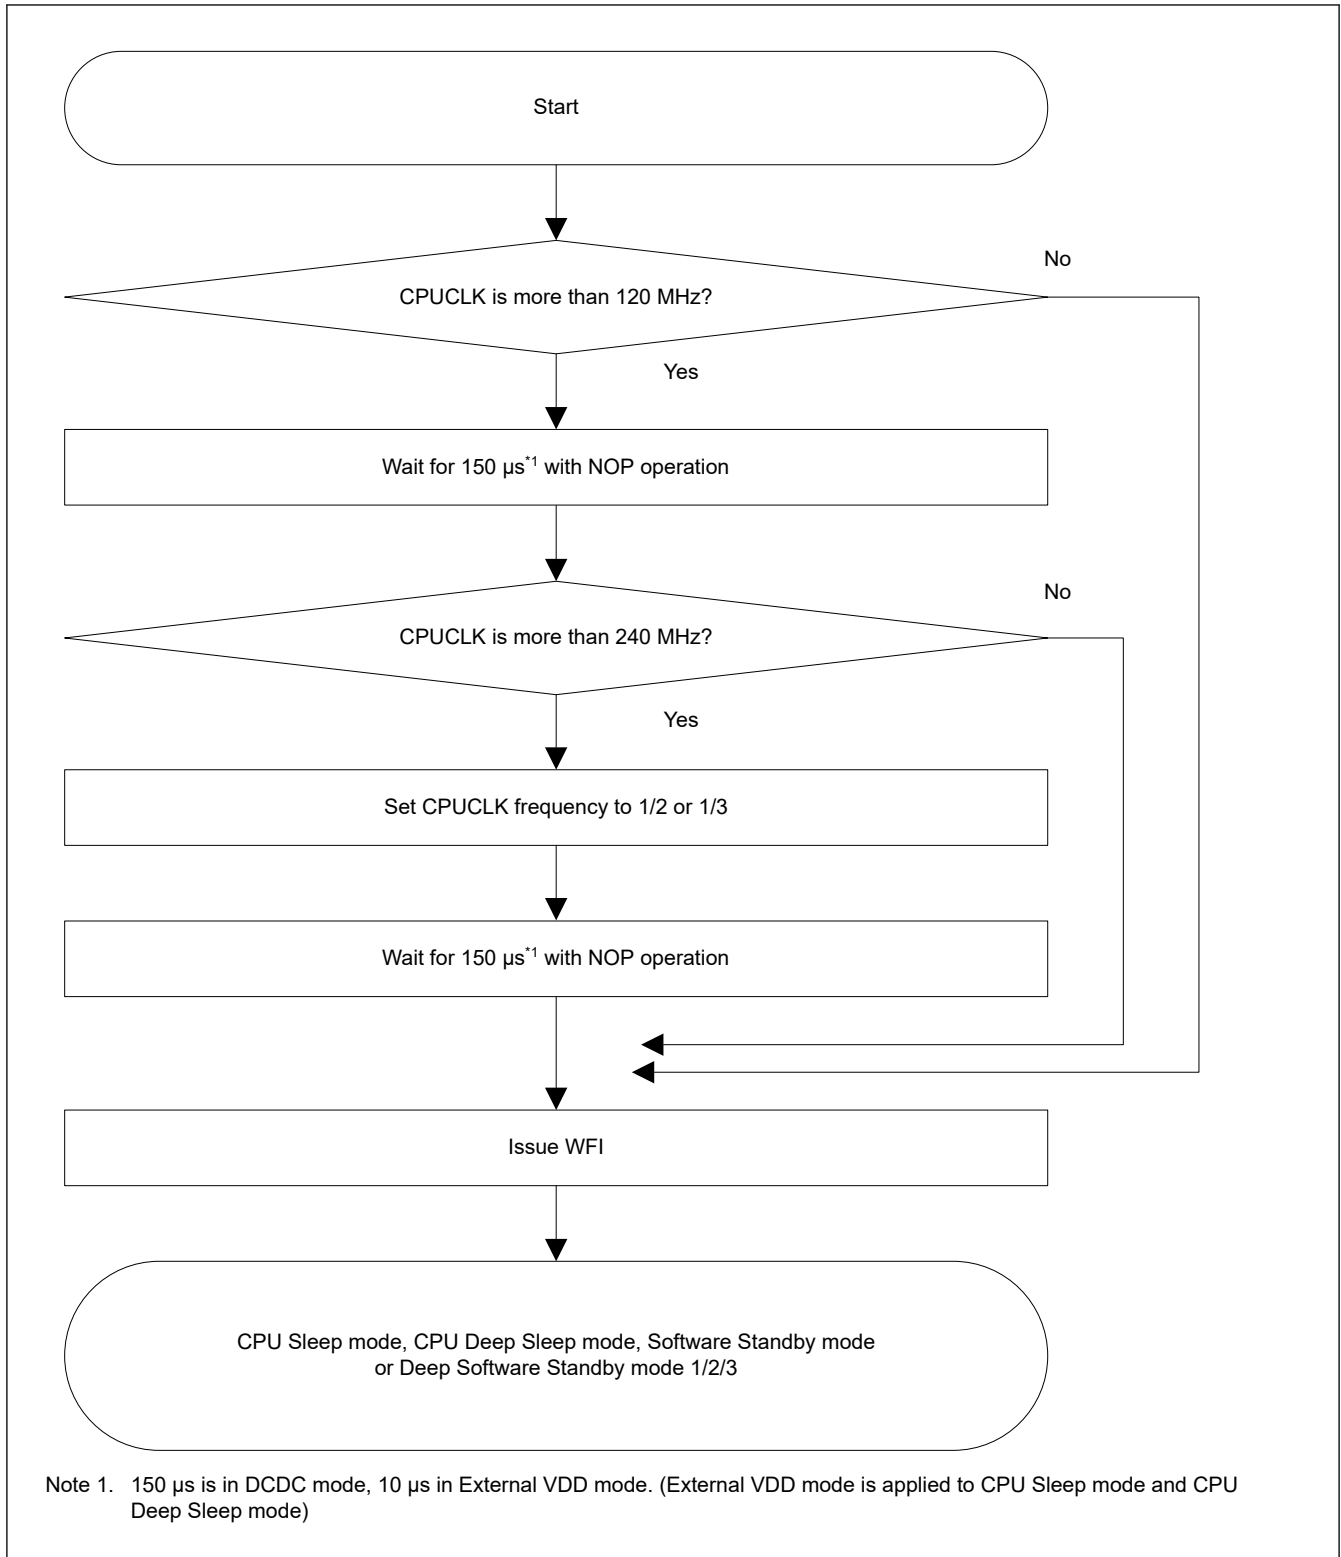 Start
CPUCLK is more than 120 MHz?
No
Yes
Wait for 150 µs*1 with NOP operation
CPUCLK is more than 240 MHz?
No
Yes
Set CPUCLK frequency to 1/2 or 1/3
Wait for 150 µs*1 with NOP operation
Issue WFI
CPU Sleep mode, CPU Deep Sleep mode, Software Standby mode
or Deep Software Standby mode 1/2/3
Note 1. 150 µs is in DCDC mode, 10 µs in External VDD mode. (External VDD mode is applied to CPU Sleep mode and CPU
Deep Sleep mode)